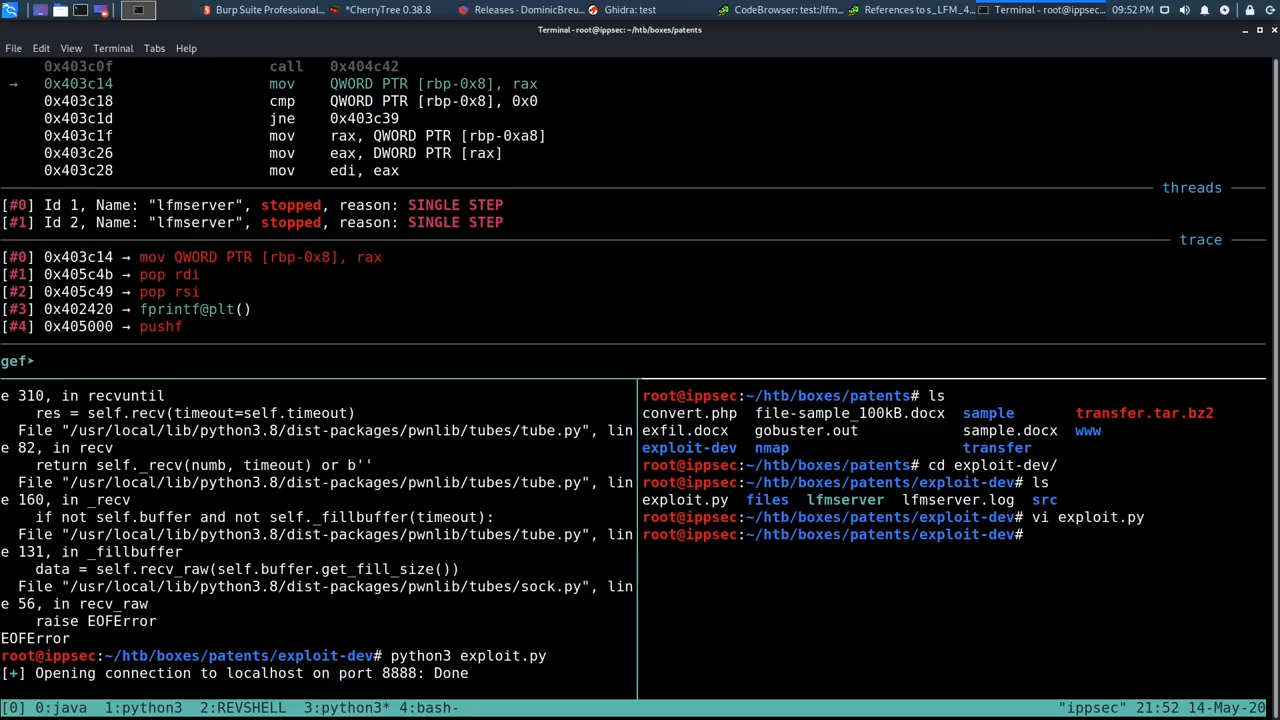 Burp Suite Professional... *CherryTree 0.38.8 Releases - DominicBreu... Ghidra: test CodeBrowser: test:/lfm... References to s_LFM_4... Terminal - root@ippsec:... 09:52 PM
Terminal - root@ippsec: ~/htb/boxes/patents
File Edit View Terminal Tabs Help
0x403c0f call 0x404c42
→ 0x403c14 mov QWORD PTR [rbp-0x8], rax
0x403c18 cmp QWORD PTR [rbp-0x8], 0x0
0x403c1d jne 0x403c39
0x403c1f mov rax, QWORD PTR [rbp-0xa8]
0x403c26 mov eax, DWORD PTR [rax]
0x403c28 mov edi, eax
threads
[#0] Id 1, Name: "lfmserver", stopped, reason: SINGLE STEP
[#1] Id 2, Name: "lfmserver", stopped, reason: SINGLE STEP
trace
[#0] 0x403c14 → mov QWORD PTR [rbp-0x8], rax
[#1] 0x405c4b → pop rdi
[#2] 0x405c49 → pop rsi
[#3] 0x402420 → fprintf@plt()
[#4] 0x405000 → pushf
gef➤
e 310, in recvuntil
res = self.recv(timeout=self.timeout)
File "/usr/local/lib/python3.8/dist-packages/pwnlib/tubes/tube.py", lin
e 82, in recv
return self._recv(numb, timeout) or b''
File "/usr/local/lib/python3.8/dist-packages/pwnlib/tubes/tube.py", lin
e 160, in _recv
if not self.buffer and not self._fillbuffer(timeout):
File "/usr/local/lib/python3.8/dist-packages/pwnlib/tubes/tube.py", lin
e 131, in _fillbuffer
data = self.recv_raw(self.buffer.get_fill_size())
File "/usr/local/lib/python3.8/dist-packages/pwnlib/tubes/sock.py", lin
e 56, in recv_raw
raise EOFError
EOFError
root@ippsec:~/htb/boxes/patents/exploit-dev# python3 exploit.py
[+] Opening connection to localhost on port 8888: Done
root@ippsec:~/htb/boxes/patents# ls
convert.php file-sample_100kB.docx sample transfer.tar.bz2
exfil.docx gobuster.out sample.docx www
exploit-dev nmap transfer
root@ippsec:~/htb/boxes/patents# cd exploit-dev/
root@ippsec:~/htb/boxes/patents/exploit-dev# ls
exploit.py files lfmserver lfmserver.log src
root@ippsec:~/htb/boxes/patents/exploit-dev# vi exploit.py
root@ippsec:~/htb/boxes/patents/exploit-dev#
[0] 0:java 1:python3 2:REVSHELL 3:python3* 4:bash- "ippsec" 21:52 14-May-20